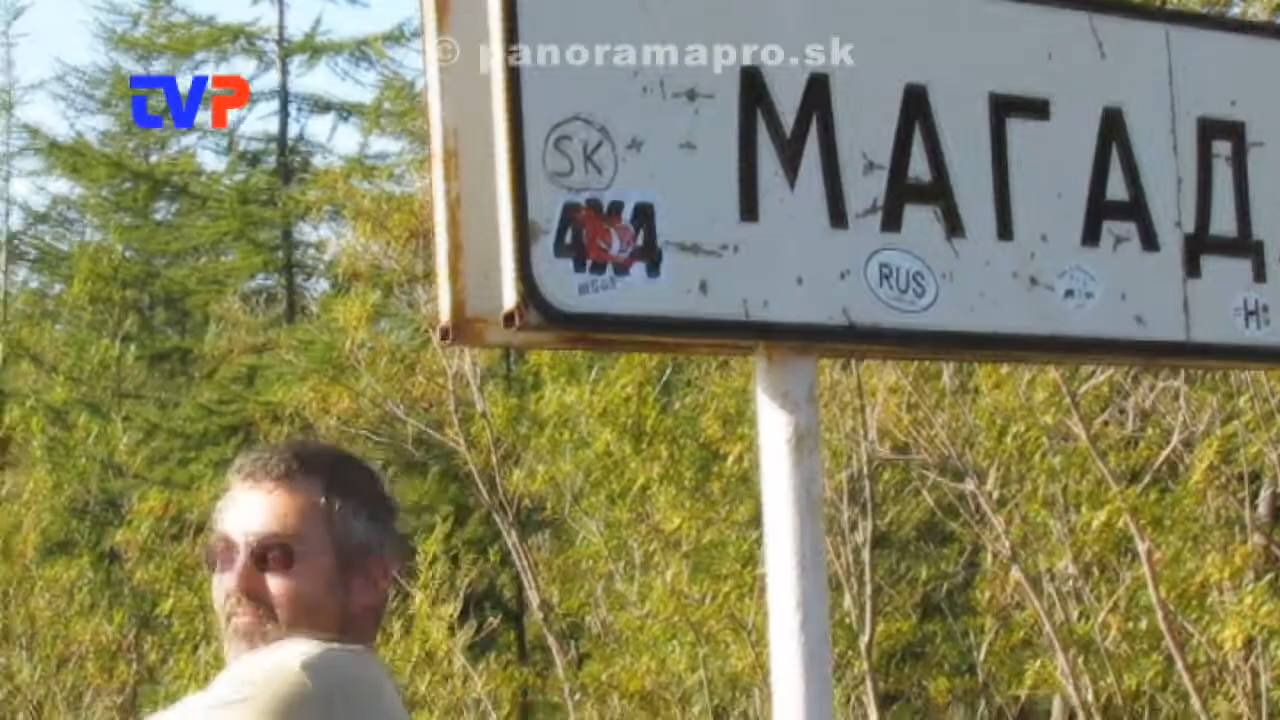 © panoramapro.sk
TVP
МАГАД
SK
4X4
RUS